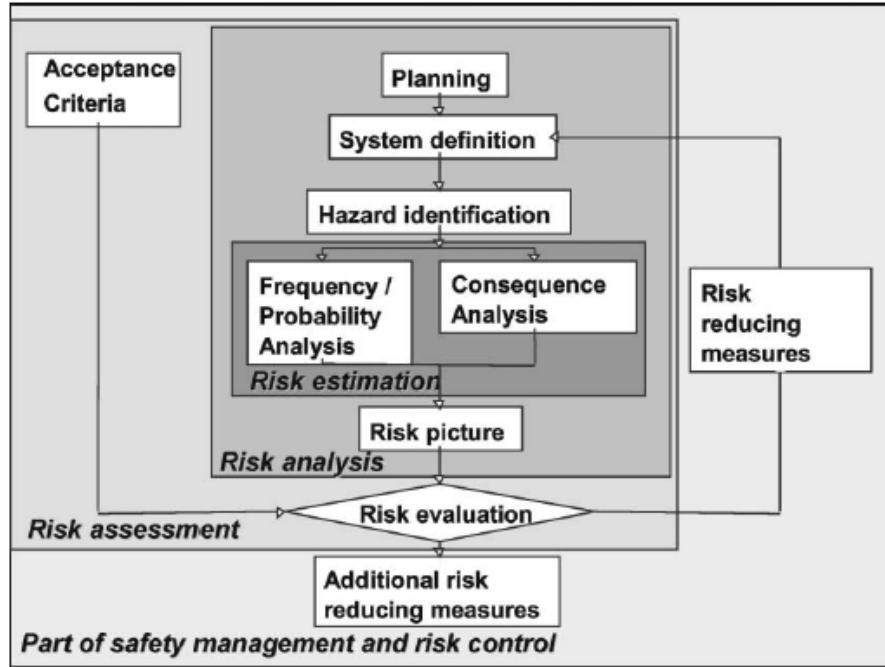 Acceptance
Criteria
Planning
System definition
Hazard identification
Frequency /
Probability
Analysis
Consequence
Analysis
Risk estimation
Risk
reducing
measures
Risk picture
Risk analysis
Risk evaluation
Risk assessment
Additional risk
reducing measures
Part of safety management and risk control